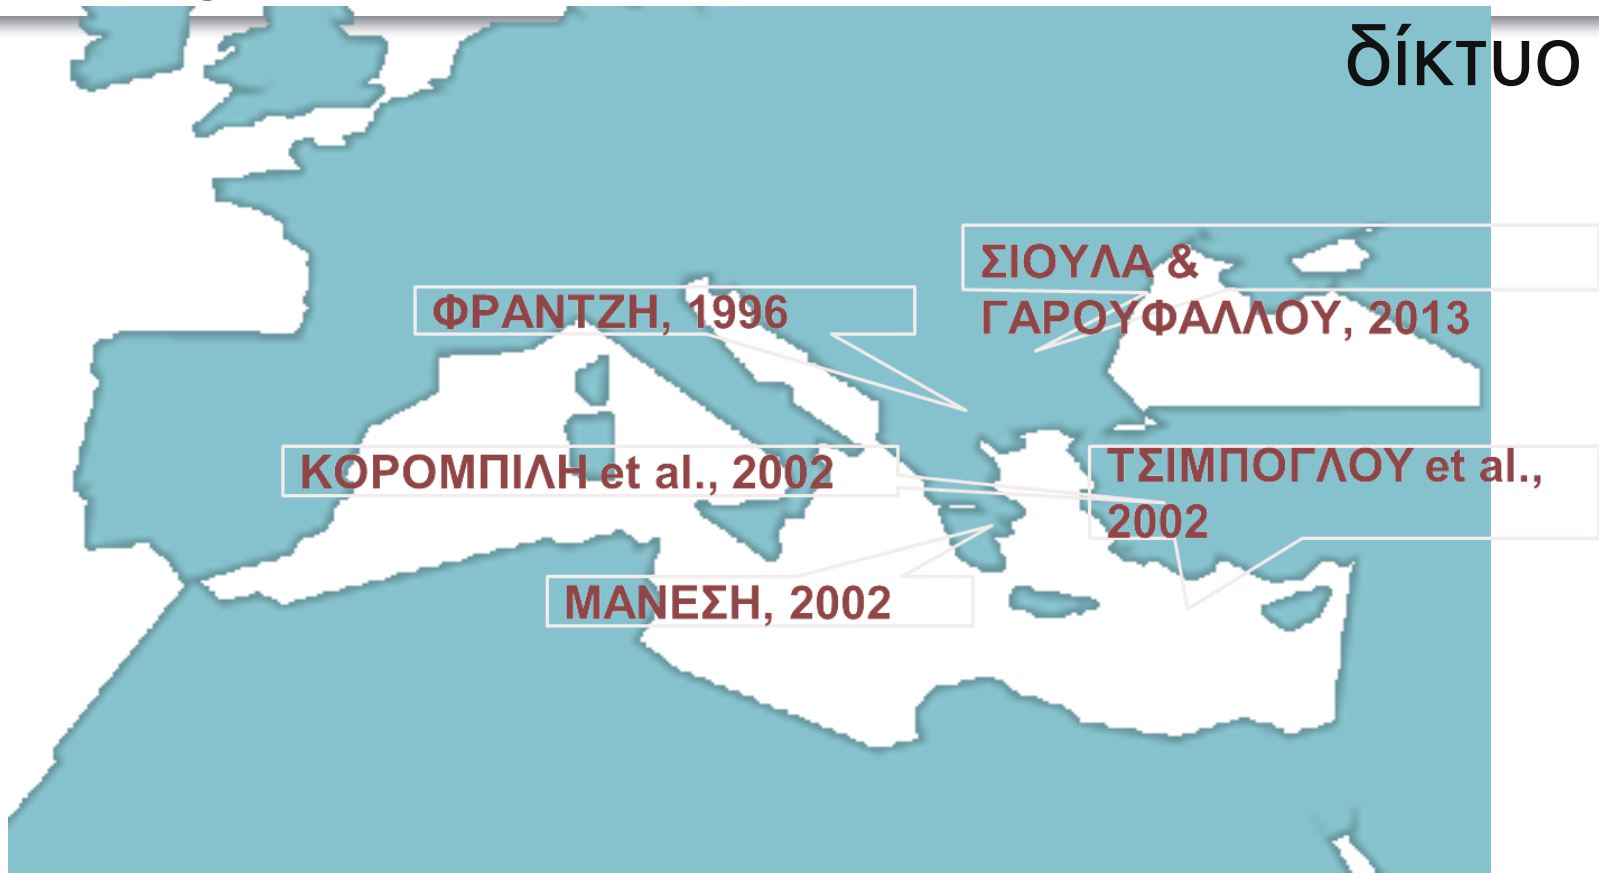 δίκτυο
ΣΙΟΥΛΑ &
ΓΑΡΟΥΦΑΛΛΟΥ, 2013
ΦΡΑΝΤΖΗ, 1996
ΚΟΡΟΜΠΙΛΗ et al., 2002
ΤΣΙΜΠΟΓΛΟΥ et al.,
2002
ΜΑΝΕΣΗ, 2002